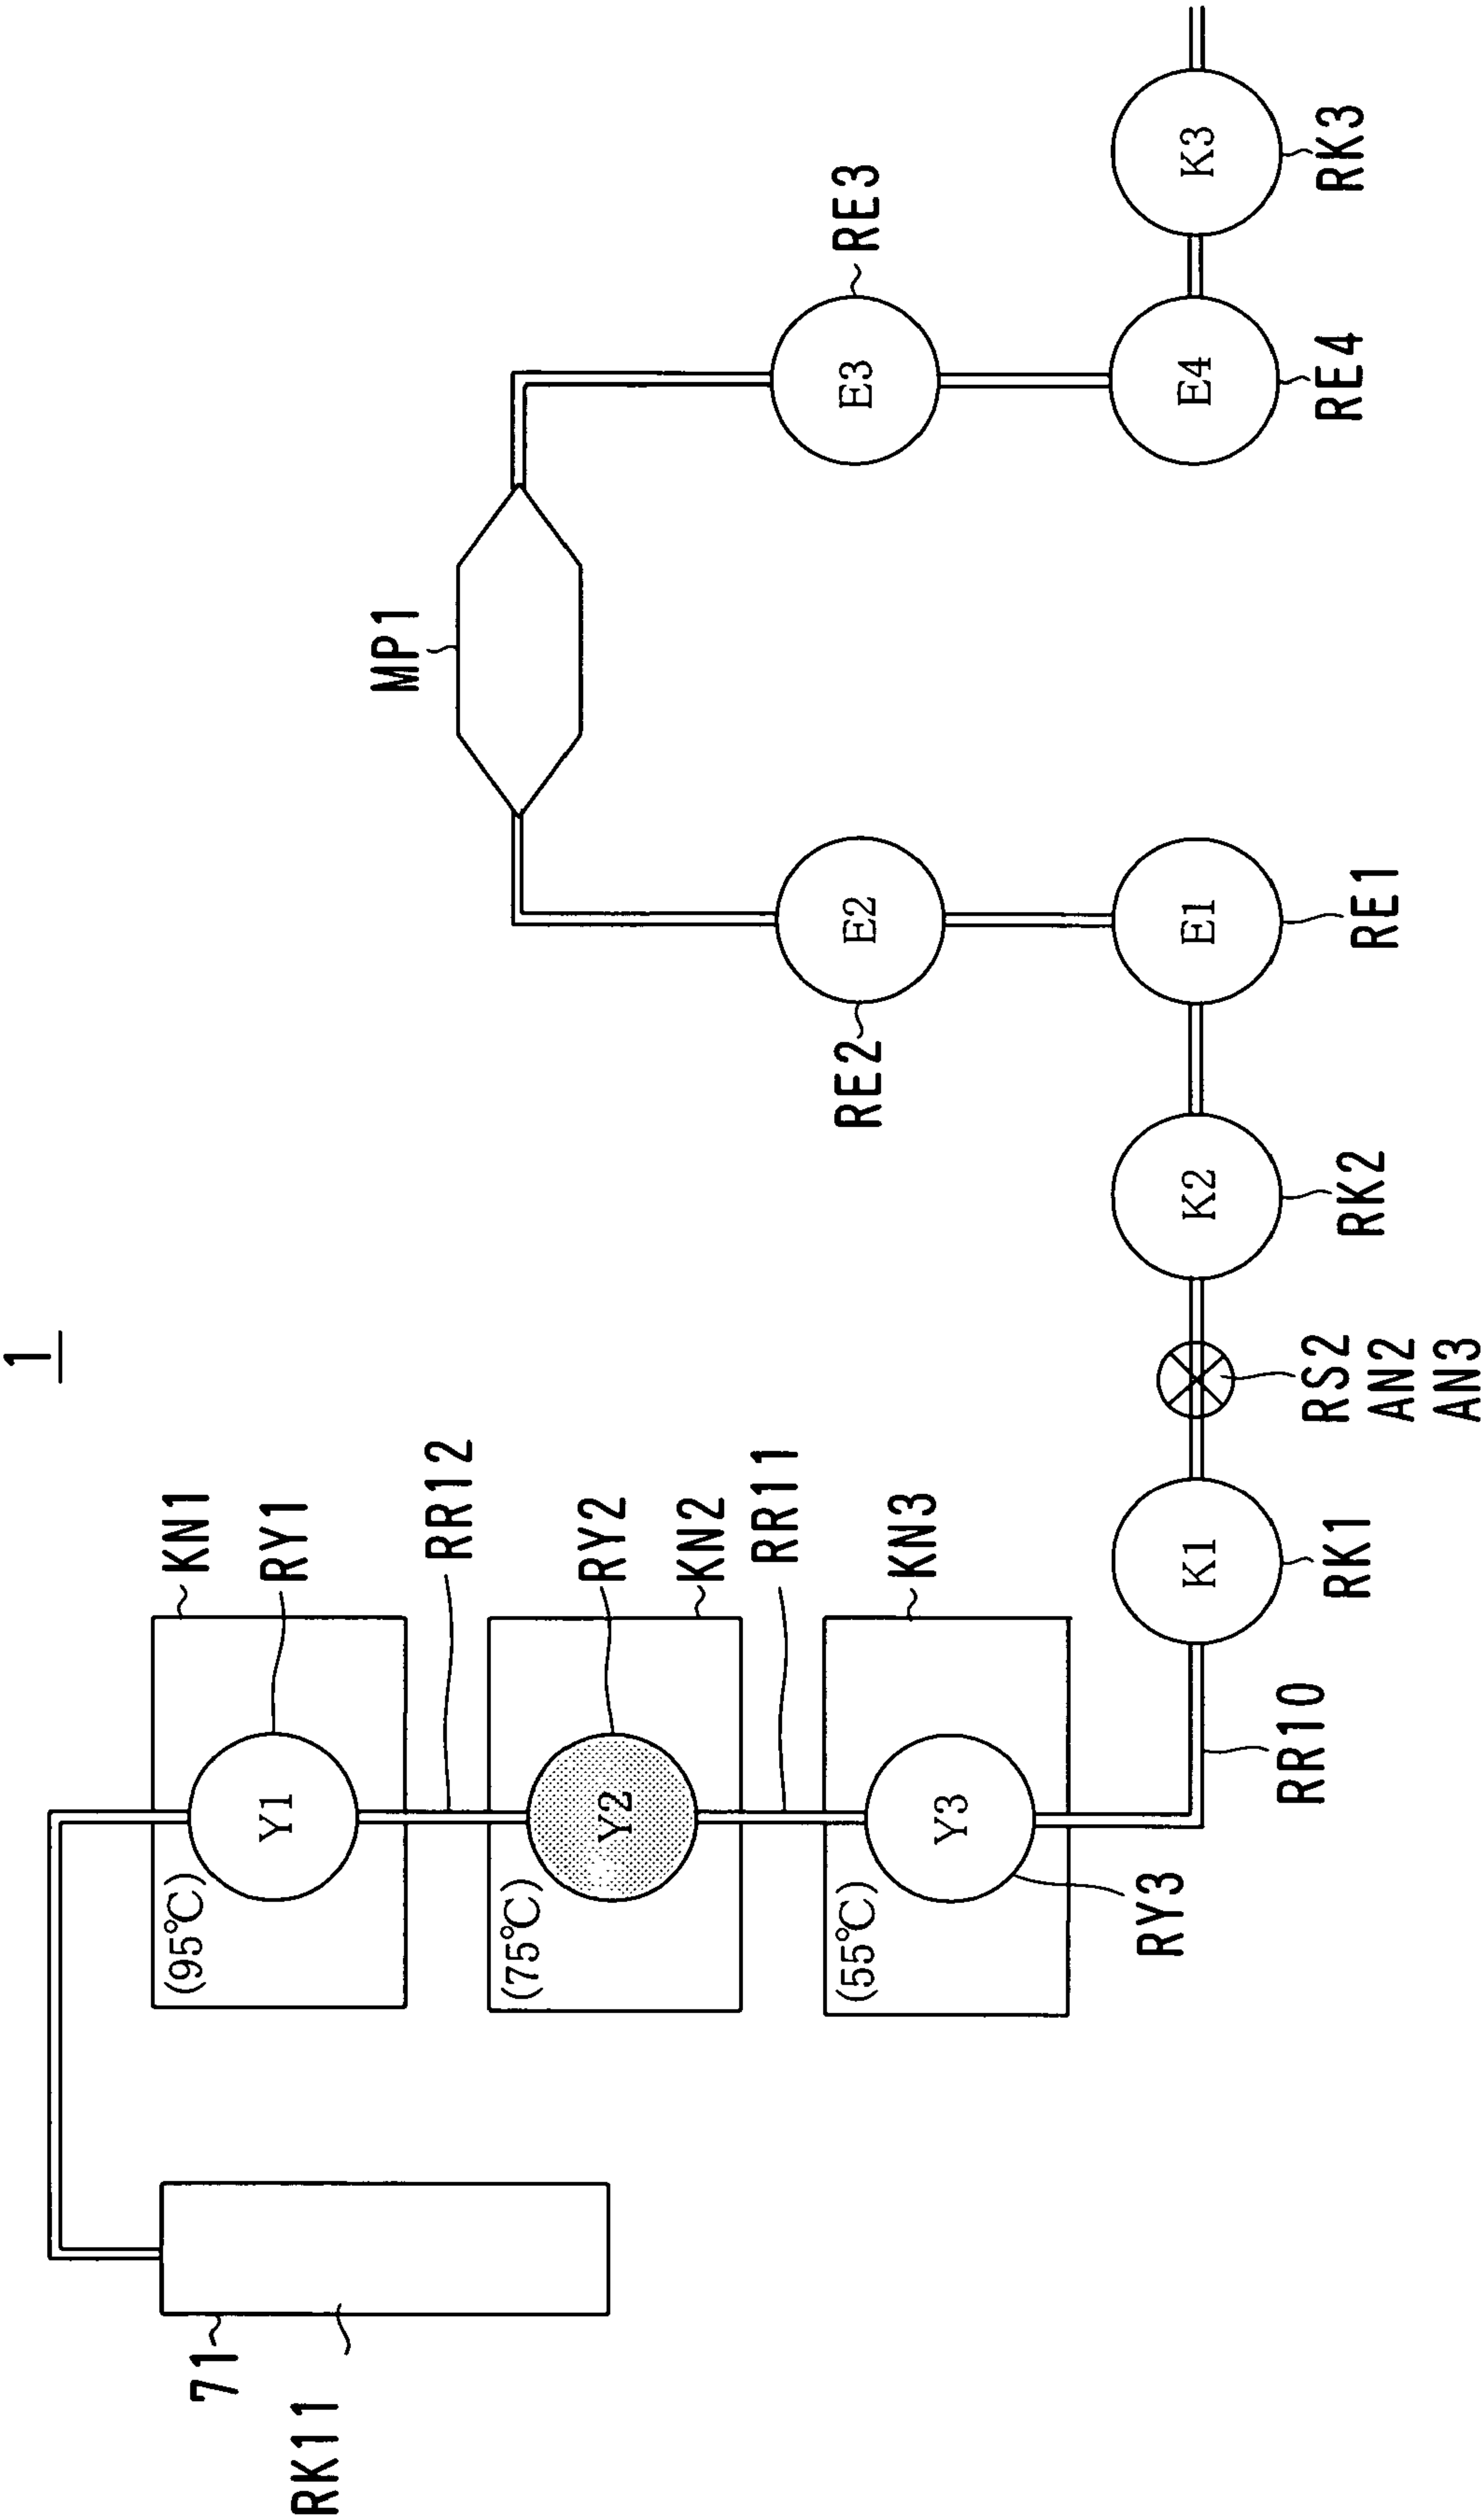 1
71
RK11
(95℃)
Y1
KN1
RY1
RR12
(75℃)
Y2
RY2
KN2
RR11
(55℃)
Y3
KN3
RY3
RR10
K1
RK1
RS2
AN2
AN3
K2
RK2
E1
RE1
E2
RE2
MP1
E3
RE3
E4
RE4
K3
RK3